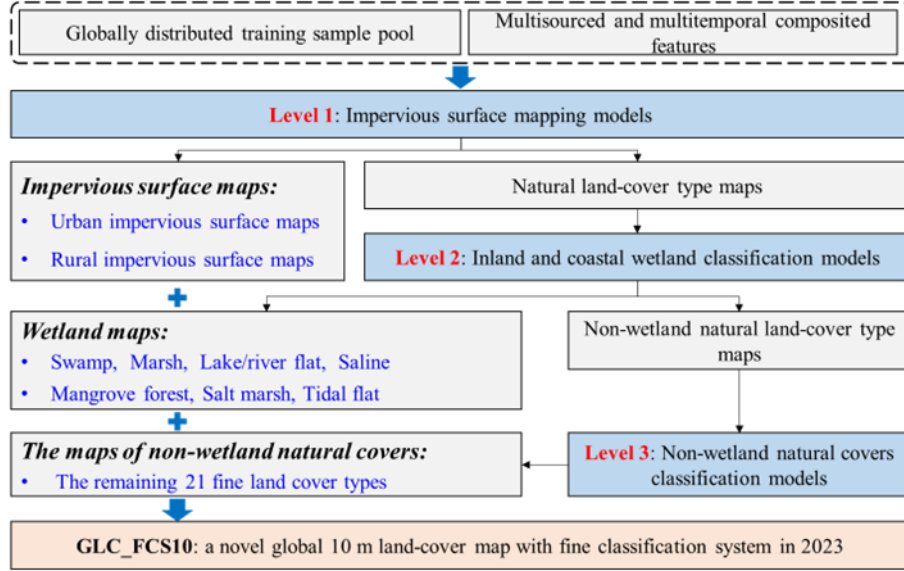 Globally distributed training sample pool
Multisourced and multitemporal composited
features
Level 1: Impervious surface mapping models
Impervious surface maps:
• Urban impervious surface maps
• Rural impervious surface maps
Natural land-cover type maps
Level 2: Inland and coastal wetland classification models
Wetland maps:
• Swamp, Marsh, Lake/river flat, Saline
• Mangrove forest, Salt marsh, Tidal flat
Non-wetland natural land-cover type
maps
The maps of non-wetland natural covers:
• The remaining 21 fine land cover types
Level 3: Non-wetland natural covers
classification models
GLC_FCS10: a novel global 10 m land-cover map with fine classification system in 2023